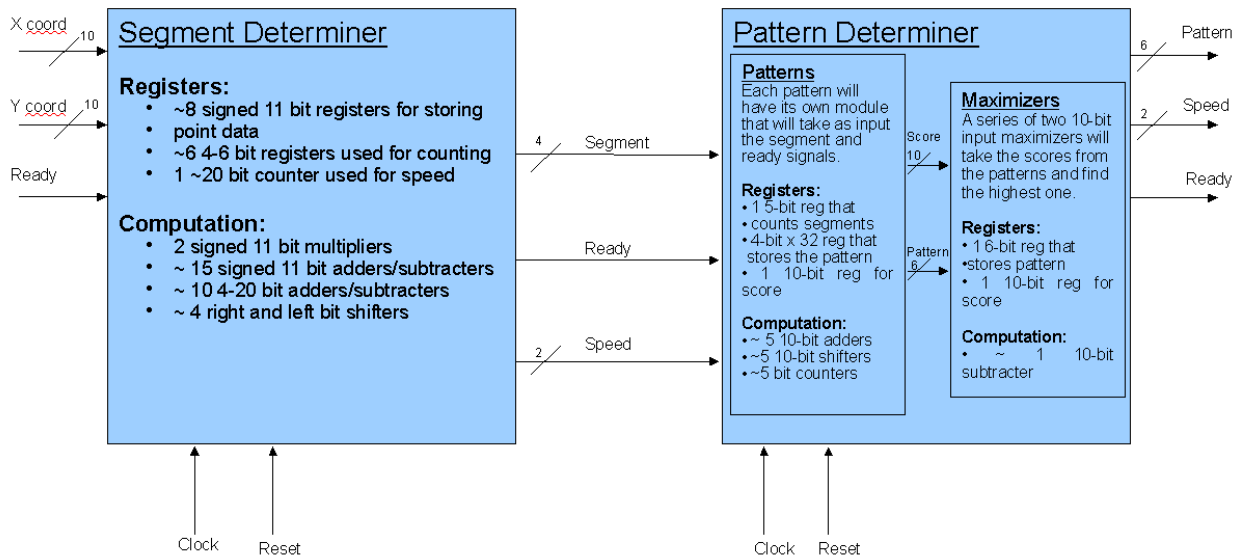 X coord
10
Y coord
10
Ready
Segment Determiner
Registers:
• ~8 signed 11 bit registers for storing
• point data
• ~6 4-6 bit registers used for counting
• 1 ~20 bit counter used for speed
Computation:
• 2 signed 11 bit multipliers
• ~ 15 signed 11 bit adders/subtracters
• ~ 10 4-20 bit adders/subtracters
• ~ 4 right and left bit shifters
Clock
Reset
4
Segment
Ready
2
Speed
Pattern Determiner
Patterns
Each pattern will
have its own module
that will take as input
the segment and
ready signals.
Registers:
• 1 5-bit reg that
• counts segments
• 4-bit x 32 reg that
stores the pattern
• 1 10-bit reg for
score
Computation:
• ~ 5 10-bit adders
• ~5 10-bit shifters
• ~5 bit counters
Score
10
Pattern
6
Maximizers
A series of two 10-bit
input maximizers will
take the scores from
the patterns and find
the highest one.
Registers:
• 1 6-bit reg that
•stores pattern
• 1 10-bit reg for
score
Computation:
• ~ 1 10-bit
subtracter
Clock
Reset
6
Pattern
2
Speed
Ready